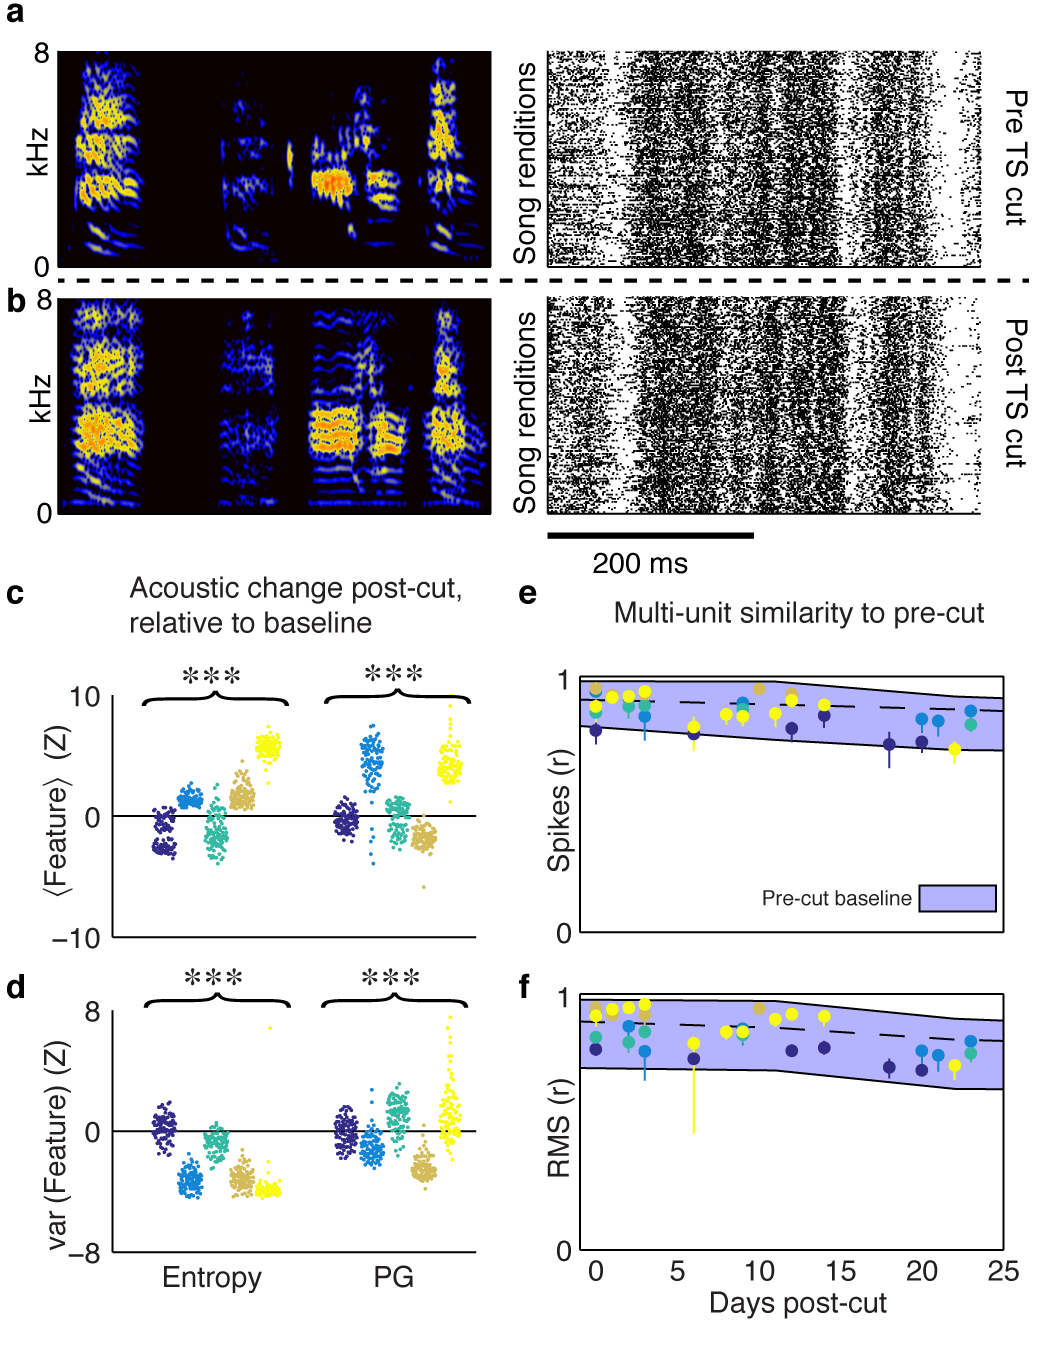 a
8
kHz
0
Song renditions
Pre TS cut
b
8
kHz
0
Song renditions
Post TS cut
200 ms
c
Acoustic change post-cut,
relative to baseline
***
***
10
0
−10
⟨Feature⟩ (Z)
d
***
***
8
0
−8
var (Feature) (Z)
Entropy
PG
e
Multi-unit similarity to pre-cut
1
Spikes (r)
Pre-cut baseline
0
f
1
RMS (r)
0
0
5
10
15
20
25
Days post-cut